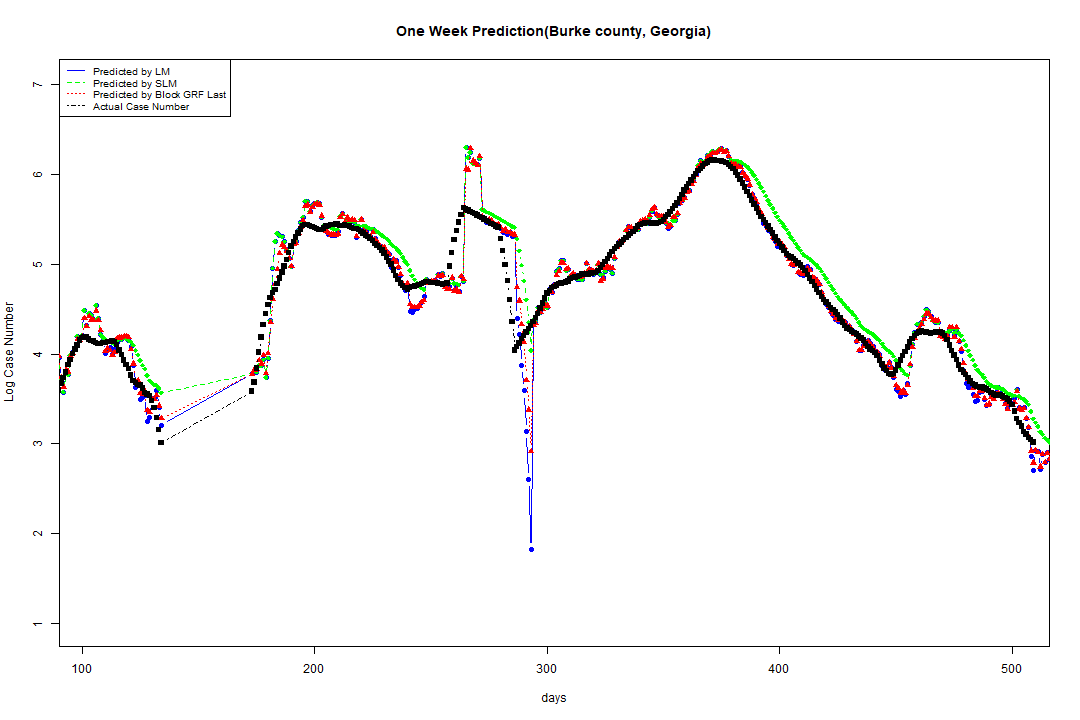 One Week Prediction(Burke county, Georgia)
Predicted by LM
Predicted by SLM
Predicted by Block GRF Last
Actual Case Number
7
6
5
4
3
2
1
Log Case Number
100 200 300 400 500
days